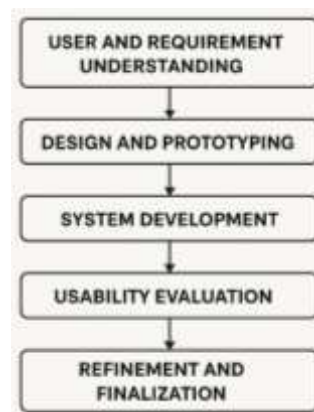 USER AND REQUIREMENT
UNDERSTANDING
DESIGN AND PROTOTYPING
SYSTEM DEVELOPMENT
USABILITY EVALUATION
REFINEMENT AND
FINALIZATION